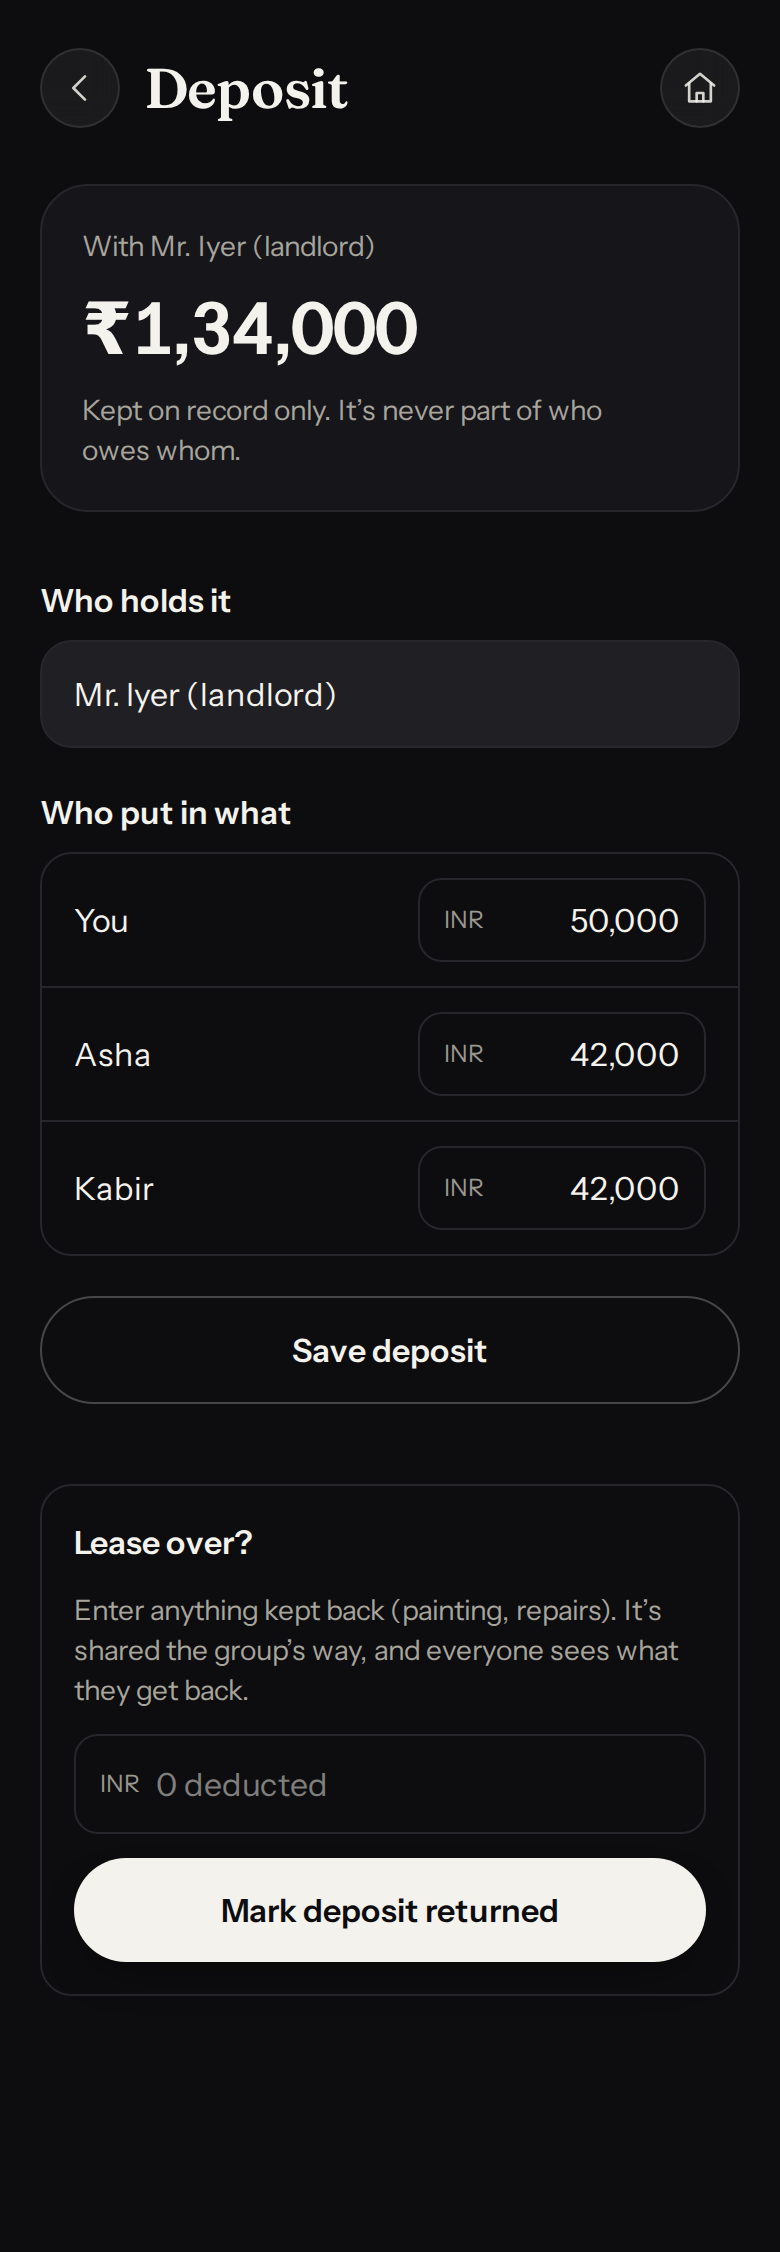 Deposit
With Mr. Iyer (landlord)
₹1,34,000
Kept on record only. It’s never part of who
owes whom.
Who holds it
Mr. Iyer (landlord)
Who put in what
You INR 50,000
Asha INR 42,000
Kabir INR 42,000
Save deposit
Lease over?
Enter anything kept back (painting, repairs). It’s
shared the group’s way, and everyone sees what
they get back.
INR 0 deducted
Mark deposit returned